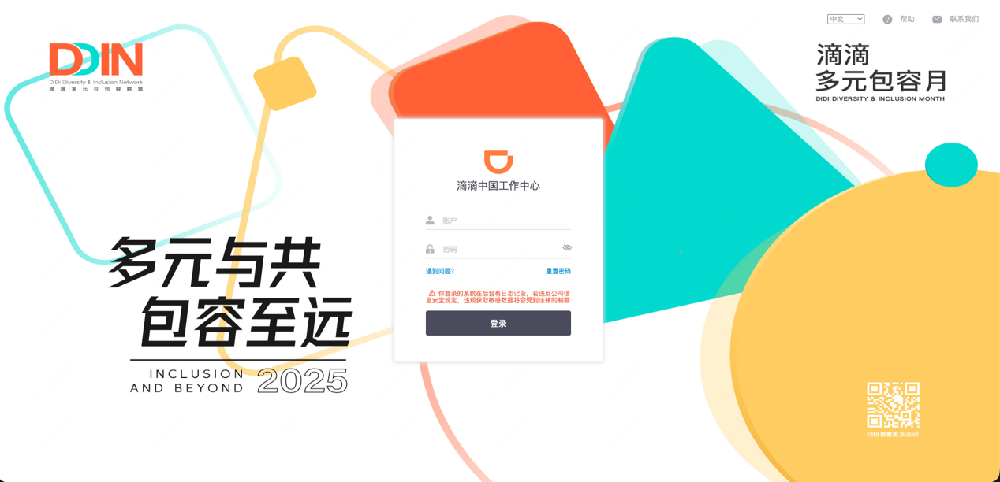 中文
帮助
联系我们
DDIN
DiDi Diversity & Inclusion Network
滴滴多元与包容联盟
滴滴
多元包容月
DIDI DIVERSITY & INCLUSION MONTH
滴滴中国工作中心
账户
密码
遇到问题?
重置密码
你登录的系统在后台有日志记录，若违反公司信
息安全规定，违规获取敏感数据将会受到法律的制裁
登录
多元与共
包容至远
INCLUSION
AND BEYOND
2025
扫码查看更多活动